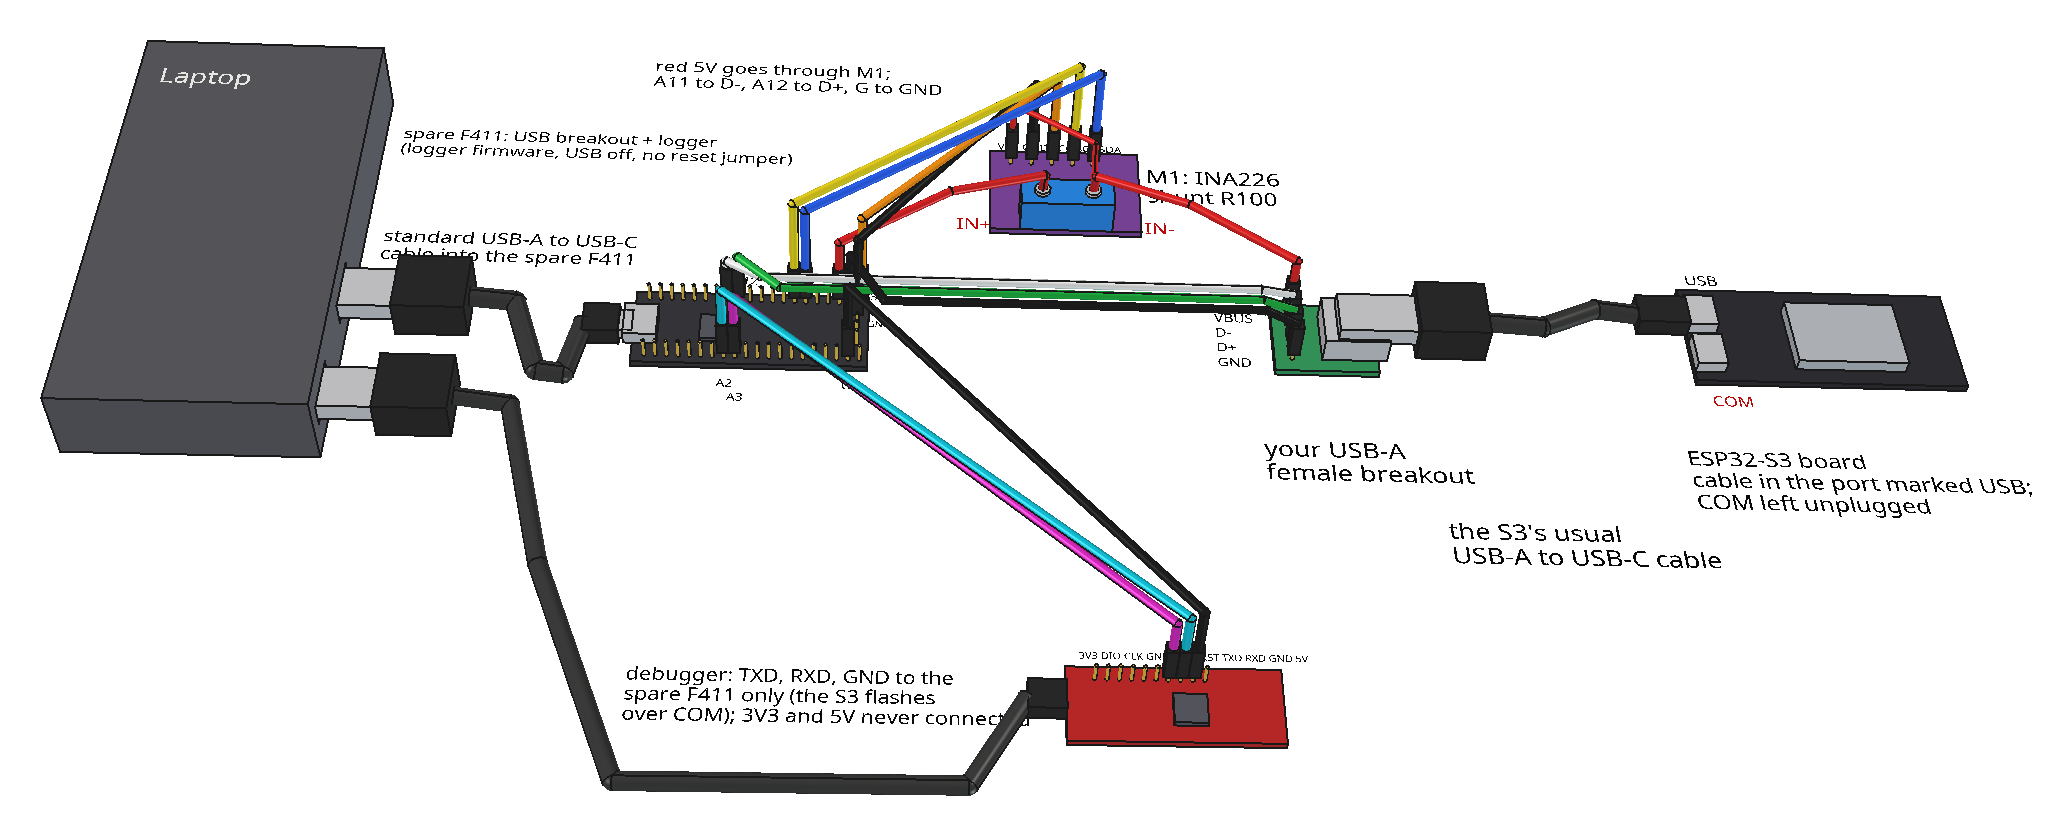 Laptop
red 5V goes through M1;
A11 to D-, A12 to D+, G to GND
spare F411: USB breakout + logger
(logger firmware, USB off, no reset jumper)
M1: INA226
shunt R100
IN+
IN-
standard USB-A to USB-C
cable into the spare F411
USB
VBUS
D-
D+
GND
A2
A3
COM
your USB-A
female breakout
ESP32-S3 board
cable in the port marked USB;
COM left unplugged
the S3's usual
USB-A to USB-C cable
3V3 DIO CLK TXD RXD GND 5V
debugger: TXD, RXD, GND to the
spare F411 only (the S3 flashes
over COM); 3V3 and 5V never connected